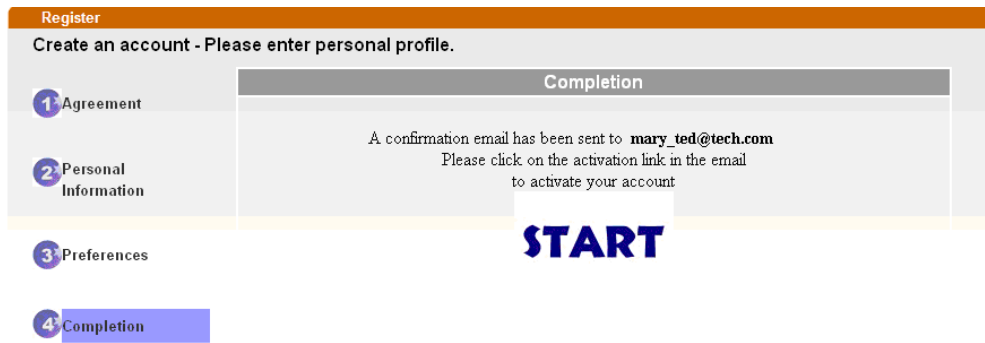 Register
Create an account - Please enter personal profile.
Completion
1 Agreement
A confirmation email has been sent to mary_ted@tech.com
Please click on the activation link in the email
to activate your account
2 Personal
Information
START
3 Preferences
4 Completion